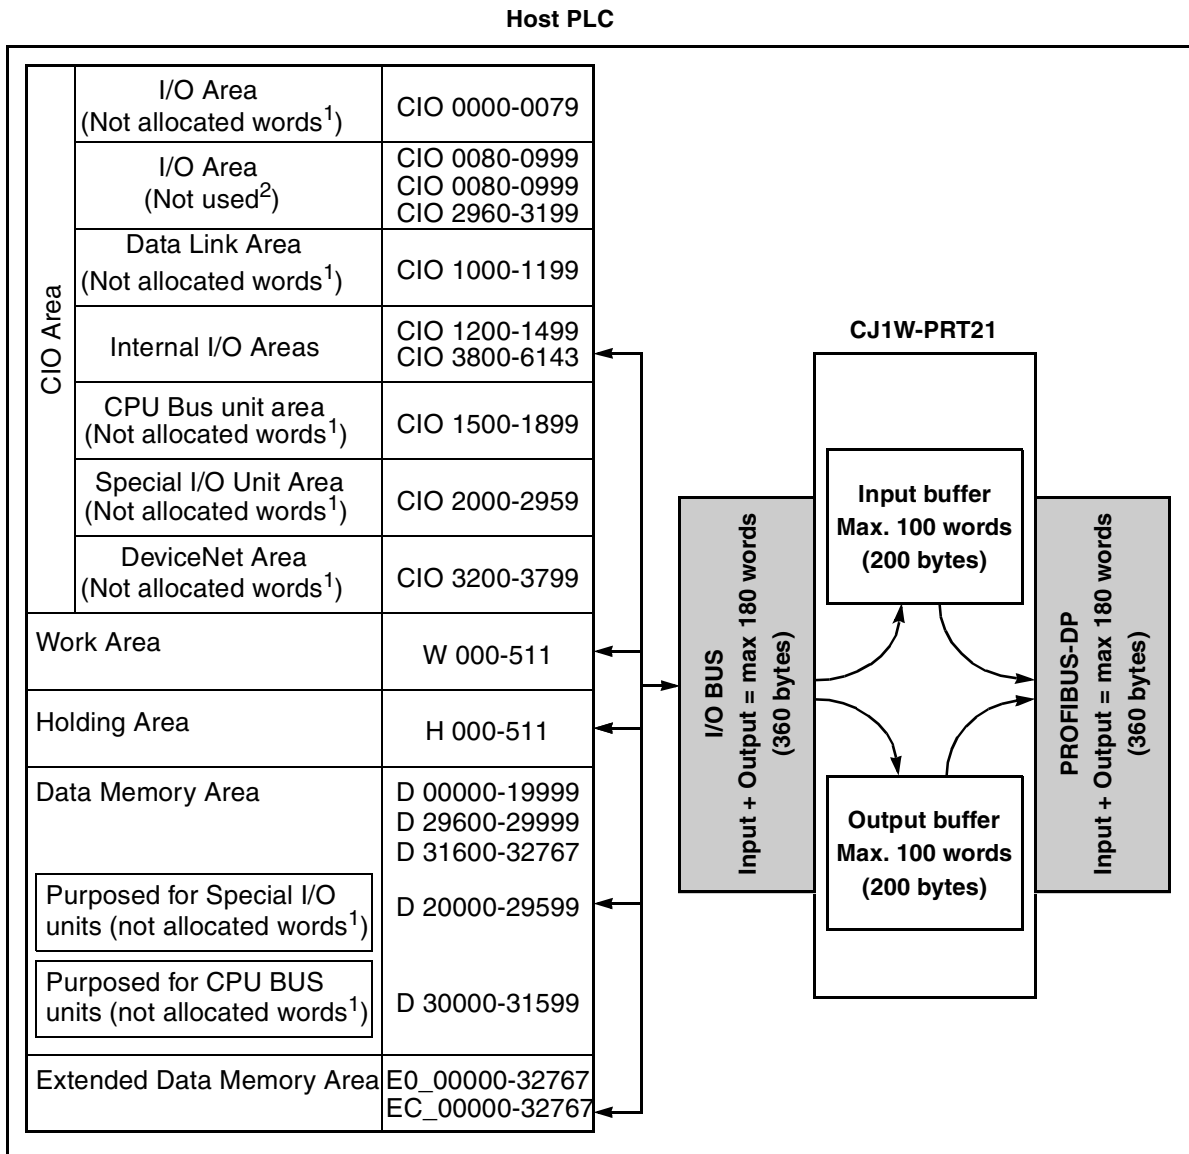 Host PLC
CIO Area
I/O Area
(Not allocated words1)
CIO 0000-0079
I/O Area
(Not used2)
CIO 0080-0999
CIO 0080-0999
CIO 2960-3199
Data Link Area
(Not allocated words1)
CIO 1000-1199
Internal I/O Areas
CIO 1200-1499
CIO 3800-6143
CPU Bus unit area
(Not allocated words1)
CIO 1500-1899
Special I/O Unit Area
(Not allocated words1)
CIO 2000-2959
DeviceNet Area
(Not allocated words1)
CIO 3200-3799
Work Area
W 000-511
Holding Area
H 000-511
Data Memory Area
D 00000-19999
D 29600-29999
D 31600-32767
Purposed for Special I/O
units (not allocated words1)
D 20000-29599
Purposed for CPU BUS
units (not allocated words1)
D 30000-31599
Extended Data Memory Area
E0_00000-32767
EC_00000-32767
CJ1W-PRT21
I/O BUS
Input + Output = max 180 words
(360 bytes)
Input buffer
Max. 100 words
(200 bytes)
Output buffer
Max. 100 words
(200 bytes)
PROFIBUS-DP
Input + Output = max 180 words
(360 bytes)